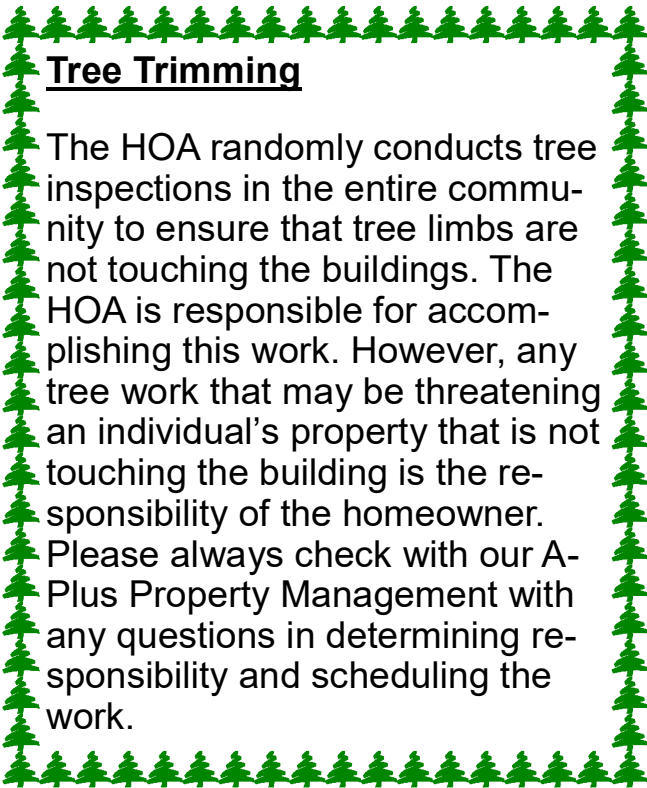 Tree Trimming
The HOA randomly conducts tree
inspections in the entire commu-
nity to ensure that tree limbs are
not touching the buildings. The
HOA is responsible for accom-
plishing this work. However, any
tree work that may be threatening
an individual’s property that is not
touching the building is the re-
sponsibility of the homeowner.
Please always check with our A-
Plus Property Management with
any questions in determining re-
sponsibility and scheduling the
work.